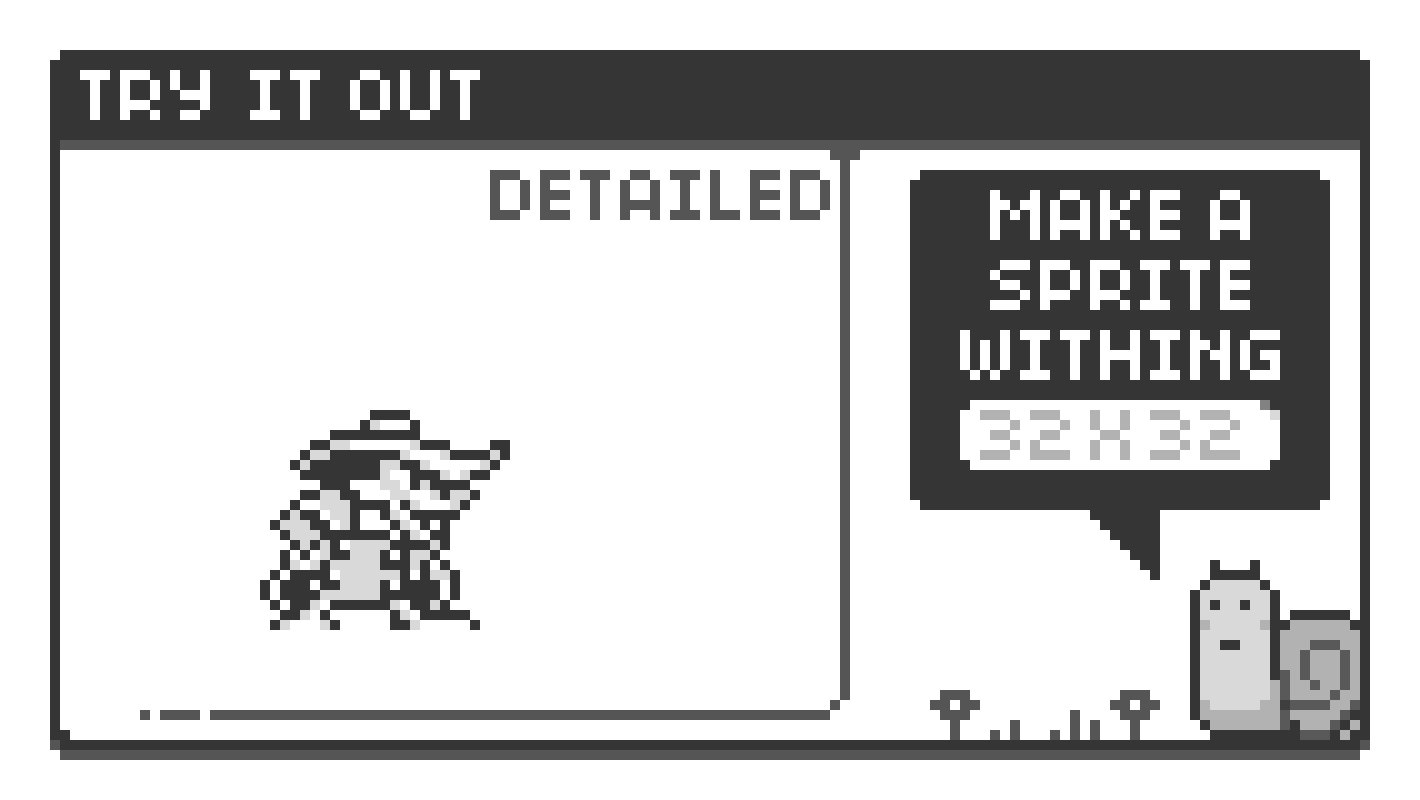 TRY IT OUT
DETAILED
MAKE A
SPRITE
WITHING
32X32